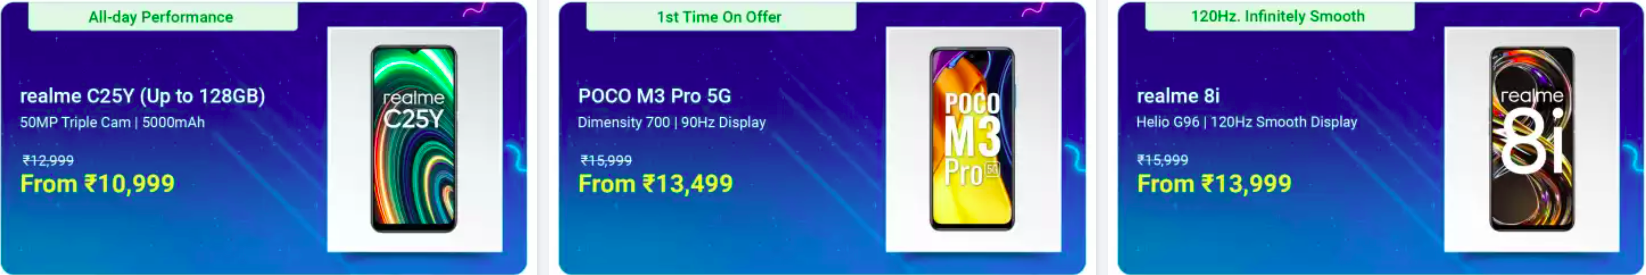 All-day Performance
realme C25Y (Up to 128GB)
50MP Triple Cam | 5000mAh
₹12,999
From ₹10,999
realme
C25Y
1st Time On Offer
POCO M3 Pro 5G
Dimensity 700 | 90Hz Display
₹15,999
From ₹13,499
POCO
M3
Pro 5G
120Hz. Infinitely Smooth
realme 8i
Helio G96 | 120Hz Smooth Display
₹15,999
From ₹13,999
realme
8i